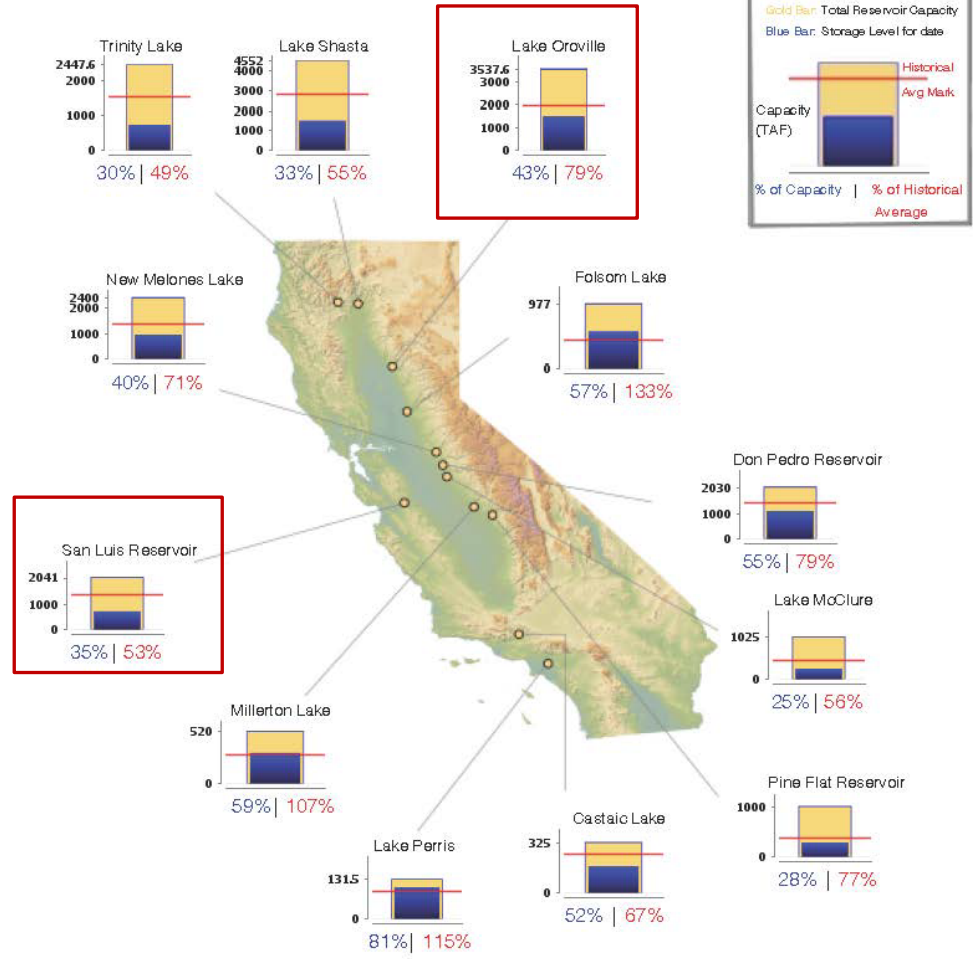 Gold Bar: Total Reservoir Capacity
Blue Bar: Storage Level for date
Historical
Avg Mark
Capacity
(TAF)
% of Capacity | % of Historical
Average
Trinity Lake
2447.6
2000
1000
0
30% | 49%
Lake Shasta
4552
4000
3000
2000
1000
0
33% | 55%
Lake Oroville
3537.6
3000
2000
1000
0
43% | 79%
New Melones Lake
2400
2000
1000
0
40% | 71%
Folsom Lake
977
0
57% | 133%
Don Pedro Reservoir
2030
1000
0
55% | 79%
San Luis Reservoir
2041
1000
0
35% | 53%
Lake McClure
1025
0
25% | 56%
Millerton Lake
520
0
59% | 107%
Pine Flat Reservoir
1000
0
28% | 77%
Castaic Lake
325
0
52% | 67%
Lake Perris
131.5
0
81% | 115%